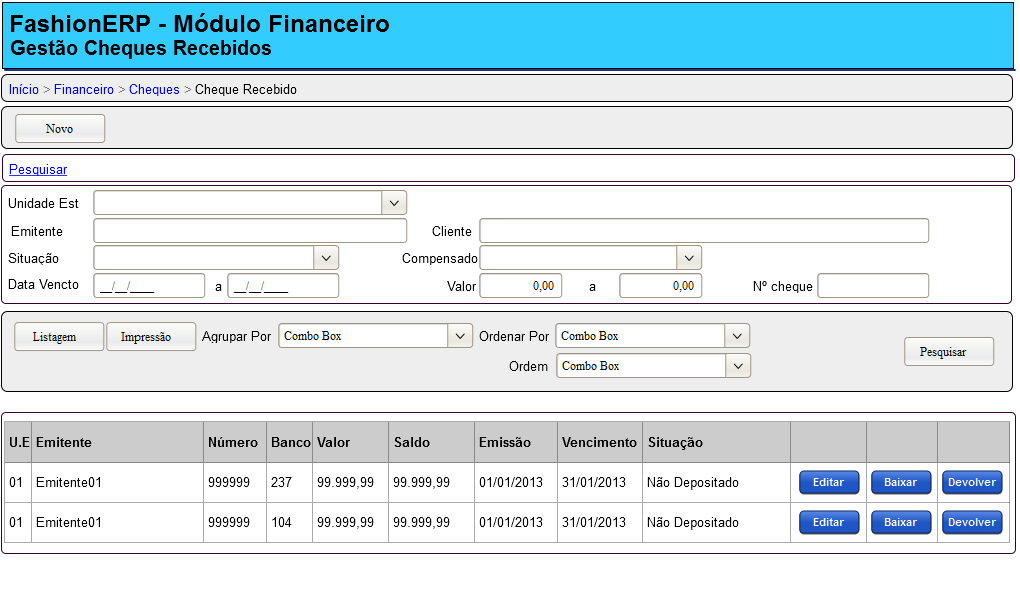 FashionERP - Módulo Financeiro
Gestão Cheques Recebidos
Início > Financeiro > Cheques > Cheque Recebido
Novo
Pesquisar
Unidade Est
Emitente Cliente
Situação Compensado
Data Vencto __/__/____ a __/__/____ Valor 0,00 a 0,00 Nº cheque
Listagem Impressão Agrupar Por Combo Box Ordenar Por Combo Box
Pesquisar
Ordem Combo Box
U.E Emitente Número Banco Valor Saldo Emissão Vencimento Situação
01 Emitente01 999999 237 99.999,99 99.999,99 01/01/2013 31/01/2013 Não Depositado Editar Baixar Devolver
01 Emitente01 999999 104 99.999,99 99.999,99 01/01/2013 31/01/2013 Não Depositado Editar Baixar Devolver